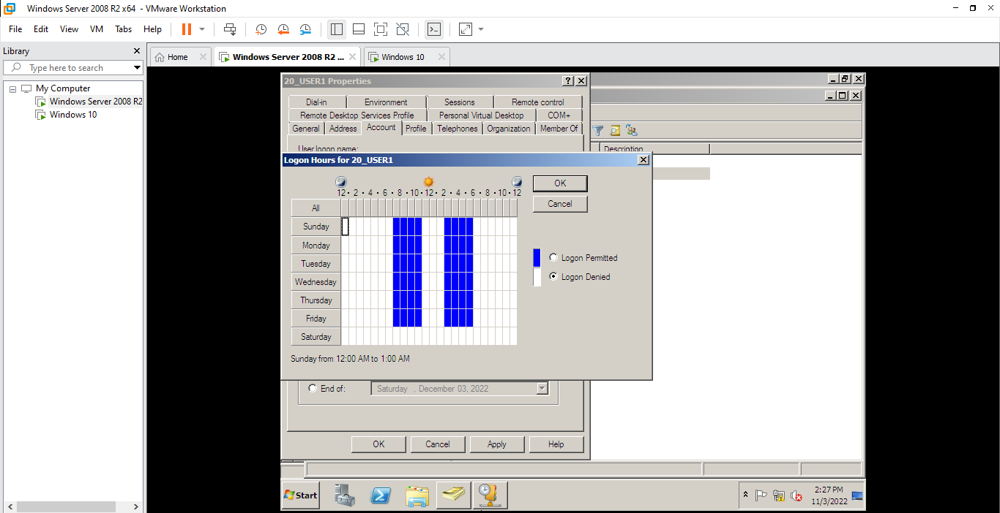 Windows Server 2008 R2 x64 - VMware Workstation
File Edit View VM Tabs Help
Library
Type here to search
My Computer
Windows Server 2008 R2
Windows 10
Home
Windows Server 2008 R2 ...
Windows 10
20_USER1 Properties
Dial-in Environment Sessions Remote control
Remote Desktop Services Profile Personal Virtual Desktop COM+
General Address Account Profile Telephones Organization Member Of
User logon name:
Description
Logon Hours for 20_USER1
12 · 2 · 4 · 6 · 8 · 10 · 12 · 2 · 4 · 6 · 8 · 10 · 12
All
Sunday
Monday
Tuesday
Wednesday
Thursday
Friday
Saturday
Sunday from 12:00 AM to 1:00 AM
OK
Cancel
Logon Pemitted
Logon Denied
End of: Saturday , December 03, 2022
OK Cancel Apply Help
Start
2:27 PM
11/3/2022